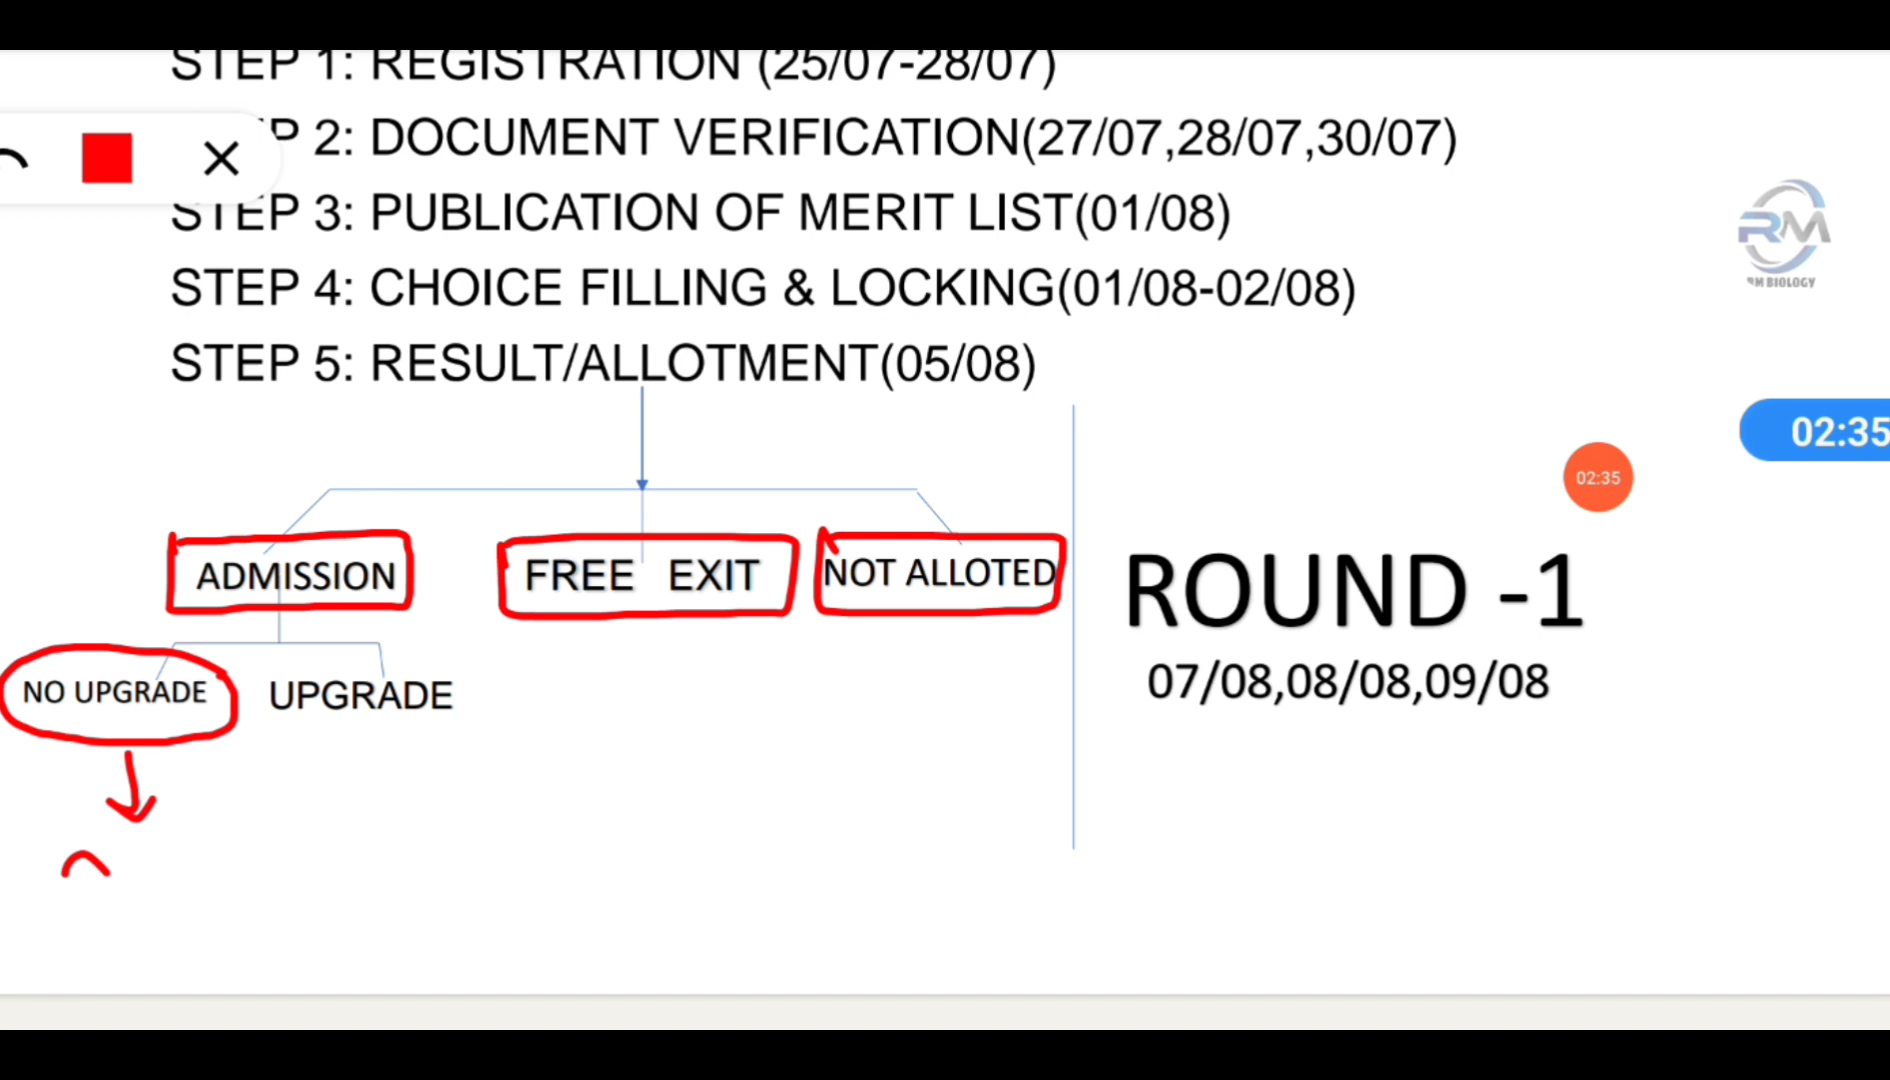 STEP 1: REGISTRATION (25/07-28/07)
P 2: DOCUMENT VERIFICATION(27/07,28/07,30/07)
STEP 3: PUBLICATION OF MERIT LIST(01/08)
RM
RM BIOLOGY
STEP 4: CHOICE FILLING & LOCKING(01/08-02/08)
STEP 5: RESULT/ALLOTMENT(05/08)
02:35
02:35
ADMISSION FREE EXIT NOT ALLOTED
ROUND -1
NO UPGRADE UPGRADE
07/08,08/08,09/08